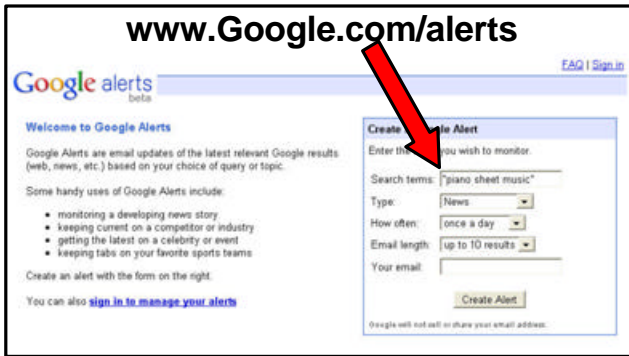 www.Google.com/alerts
FAQ | Sign in
Google alerts
beta
Welcome to Google Alerts
Google Alerts are email updates of the latest relevant Google results
(web, news, etc.) based on your choice of query or topic.
Some handy uses of Google Alerts include:
• monitoring a developing news story
• keeping current on a competitor or industry
• getting the latest on a celebrity or event
• keeping tabs on your favorite sports teams
Create an alert with the form on the right.
You can also sign in to manage your alerts
Create le Alert
Enter the you wish to monitor.
Search terms: "piano sheet music"
Type: News
How often: once a day
Email length: up to 10 results
Your email:
Create Alert
Google will not sell or share your email address.